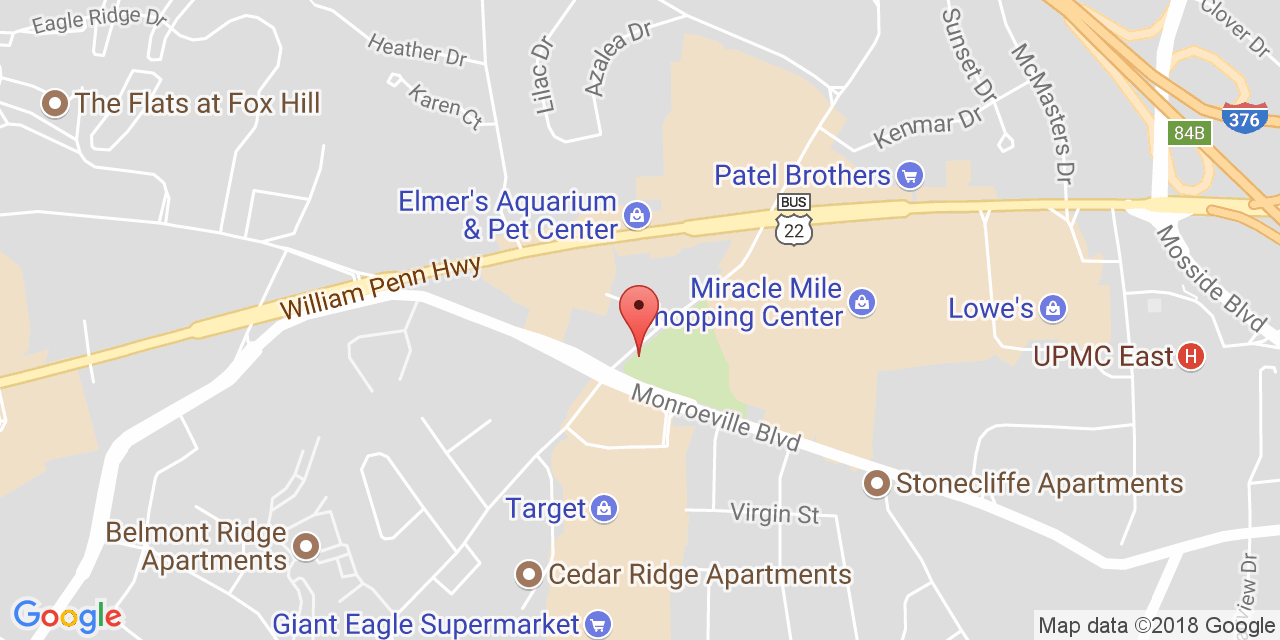 Eagle Ridge Dr
Heather Dr
Lilac Dr
Azalea Dr
Sunset Dr
Clover Dr
McMasters Dr
Karen Ct
The Flats at Fox Hill
Kenmar Dr
376
84B
Patel Brothers
Elmer's Aquarium
& Pet Center
BUS
22
William Penn Hwy
Mosside Blvd
Miracle Mile
hopping Center
Lowe's
UPMC East
H
Monroeville Blvd
Stonecliffe Apartments
Target
Virgin St
Belmont Ridge
Apartments
Cedar Ridge Apartments
view Dr
Google
Giant Eagle Supermarket
Map data ©2018 Google